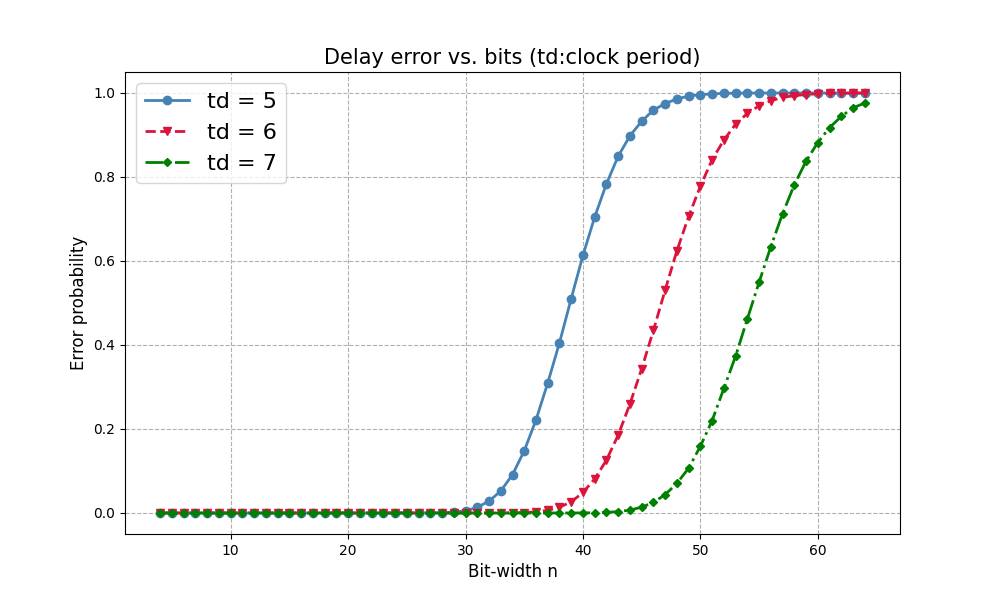 Delay error vs. bits (td:clock period)
td = 5
td = 6
td = 7
Error probability
1.0
0.8
0.6
0.4
0.2
0.0
10 20 30 40 50 60
Bit-width n